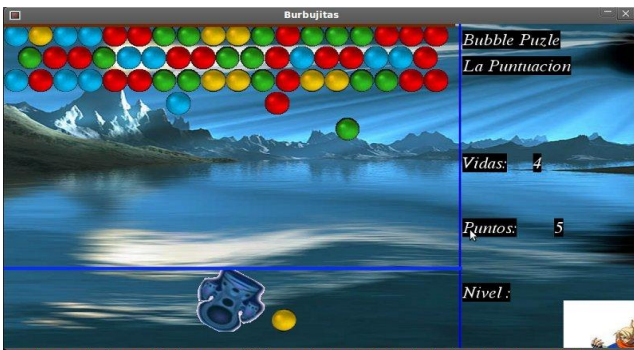 Burbujitas
Bubble Puzle
La Puntuacion
Vidas: 4
Puntos: 5
Nivel :